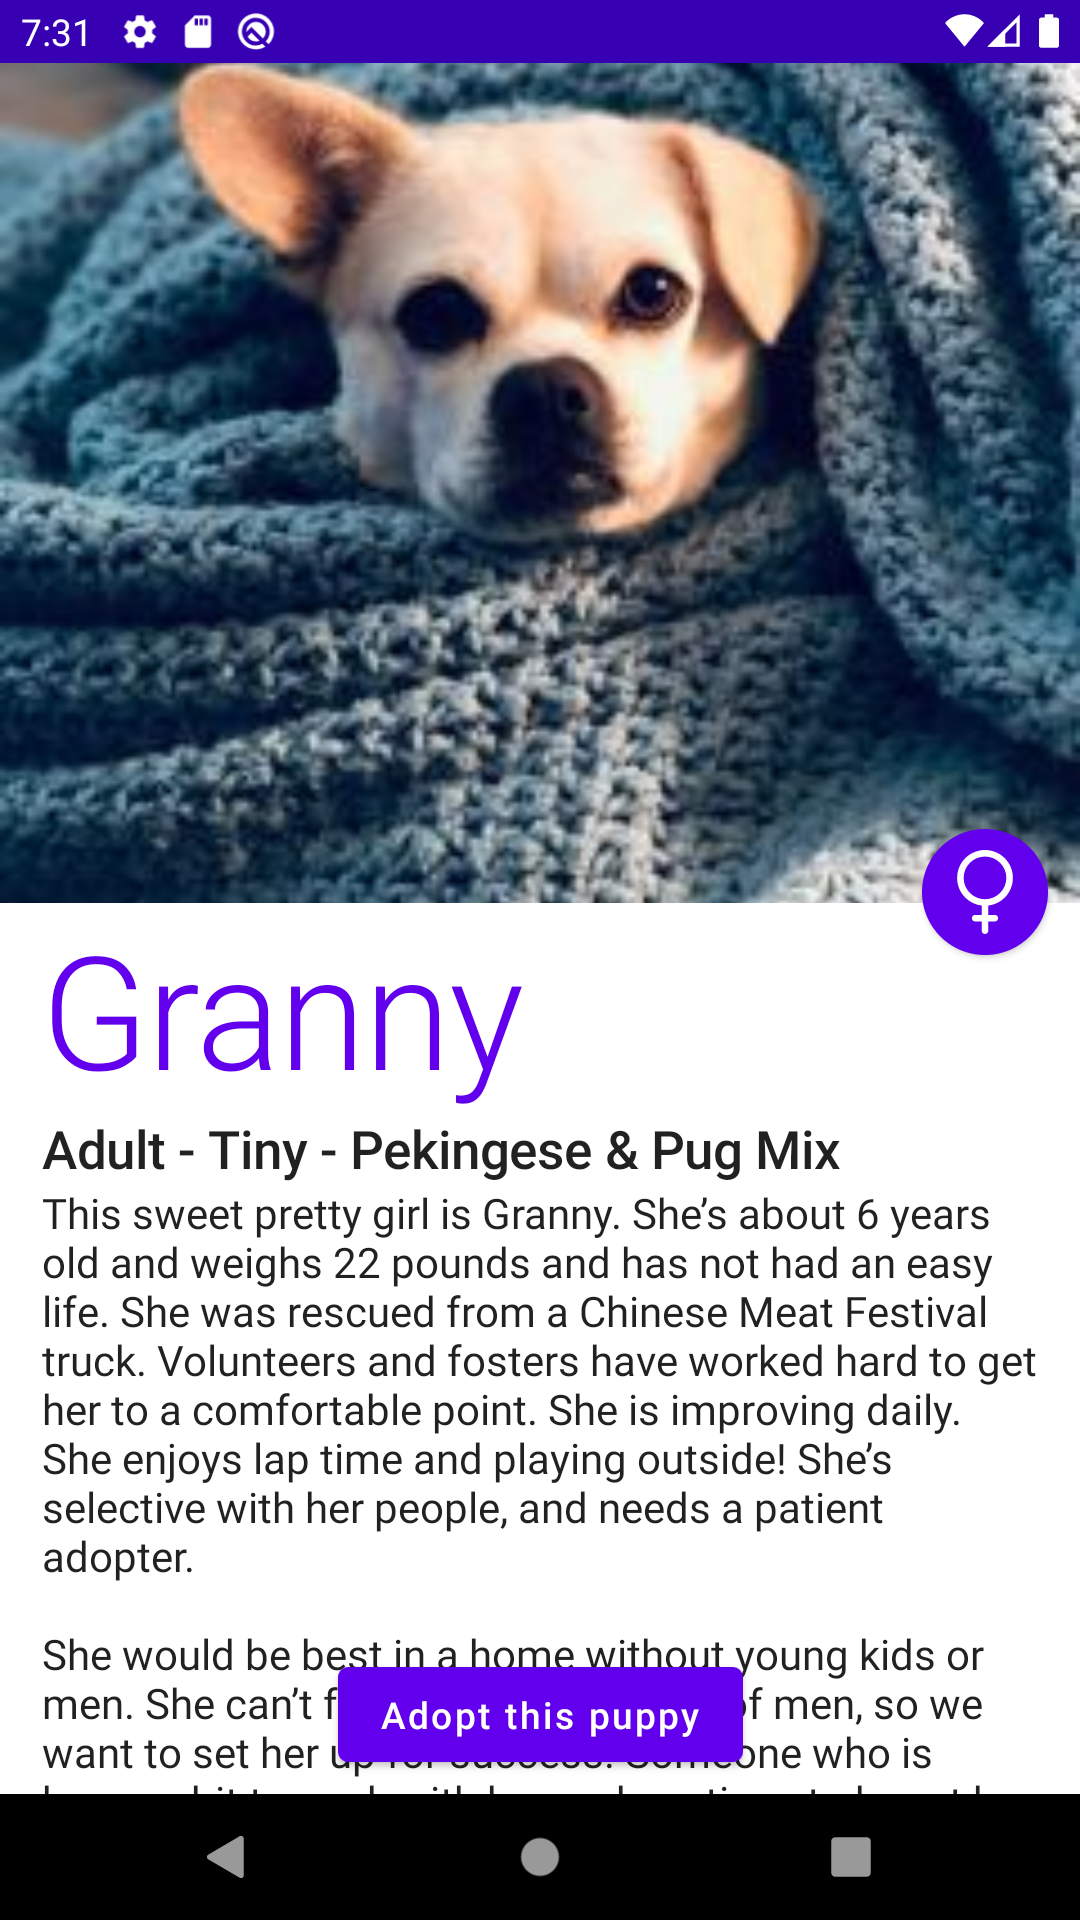 7:31
Granny
Adult - Tiny - Pekingese & Pug Mix
This sweet pretty girl is Granny. She’s about 6 years
old and weighs 22 pounds and has not had an easy
life. She was rescued from a Chinese Meat Festival
truck. Volunteers and fosters have worked hard to get
her to a comfortable point. She is improving daily.
She enjoys lap time and playing outside! She’s
selective with her people, and needs a patient
adopter.
She would be best in a home without young kids or
men. She can’t of men, so we
want to set her up for success. Someone who is
Adopt this puppy